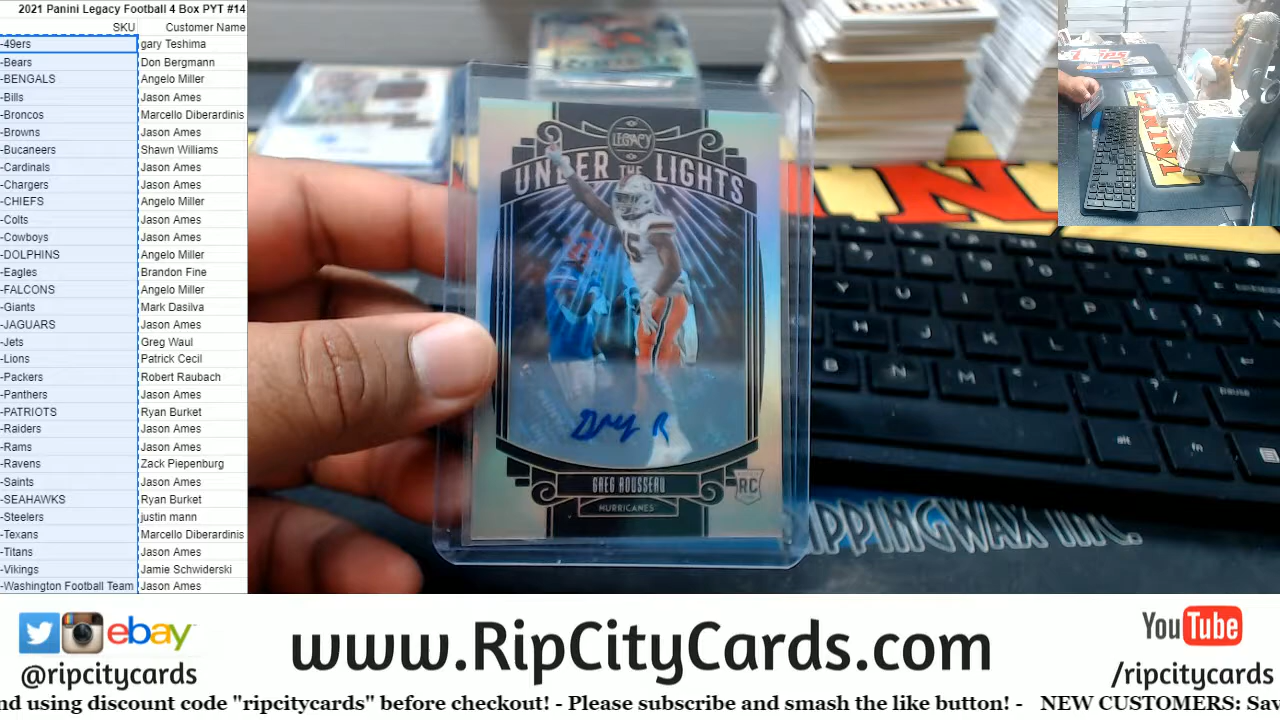 2021 Panini Legacy Football 4 Box PYT #14
SKU Customer Name
-49ers gary Teshima
-Bears Don Bergmann
-BENGALS Angelo Miller
-Bills Jason Ames
-Broncos Marcello Diberardinis
-Browns Jason Ames
-Bucaneers Shawn Williams
-Cardinals Jason Ames
-Chargers Jason Ames
-CHIEFS Angelo Miller
-Colts Jason Ames
-Cowboys Jason Ames
-DOLPHINS Angelo Miller
-Eagles Brandon Fine
-FALCONS Angelo Miller
-Giants Mark Dasilva
-JAGUARS Jason Ames
-Jets Greg Waul
-Lions Patrick Cecil
-Packers Robert Raubach
-Panthers Jason Ames
-PATRIOTS Ryan Burket
-Raiders Jason Ames
-Rams Jason Ames
-Ravens Zack Piepenburg
-Saints Jason Ames
-SEAHAWKS Ryan Burket
-Steelers justin mann
-Texans Marcello Diberardinis
-Titans Jason Ames
-Vikings Jamie Schwiderski
-Washington Football Team Jason Ames
LEGACY
UNDER THE LIGHTS
GREG ROUSSEAU
RC
HURRICANES
PANINI
IPPINGWAX INC.
ebay
@ripcitycards
www.RipCityCards.com
YouTube
/ripcitycards
nd using discount code "ripcitycards" before checkout! - Please subscribe and smash the like button! - NEW CUSTOMERS: Sav